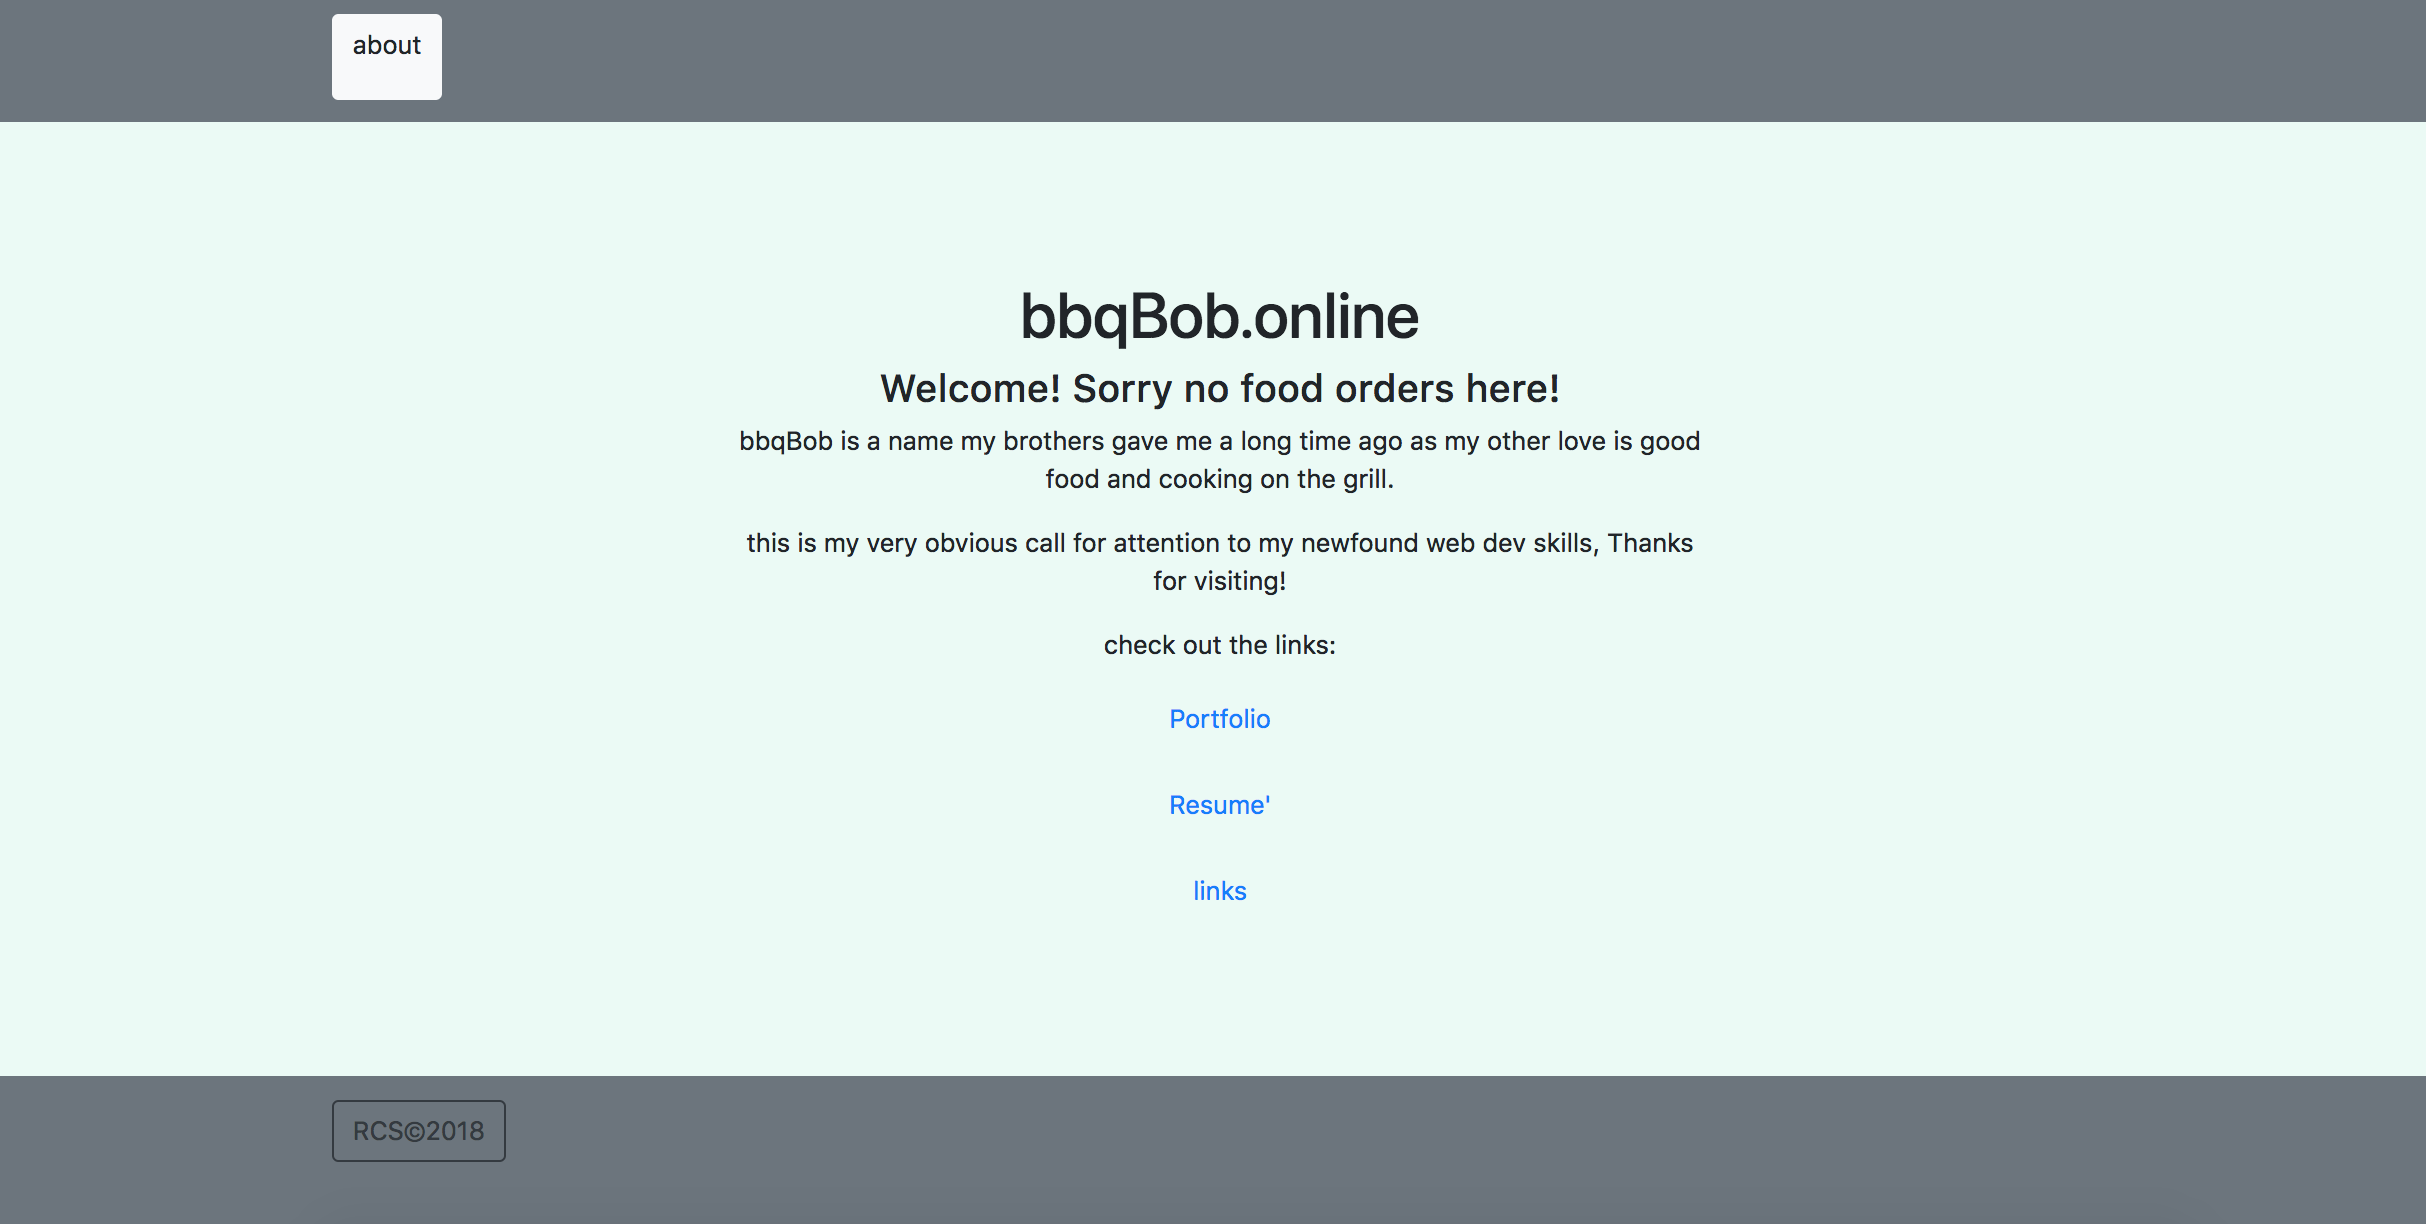 about
bbqBob.online
Welcome! Sorry no food orders here!
bbqBob is a name my brothers gave me a long time ago as my other love is good
food and cooking on the grill.
this is my very obvious call for attention to my newfound web dev skills, Thanks
for visiting!
check out the links:
Portfolio
Resume'
links
RCS©2018